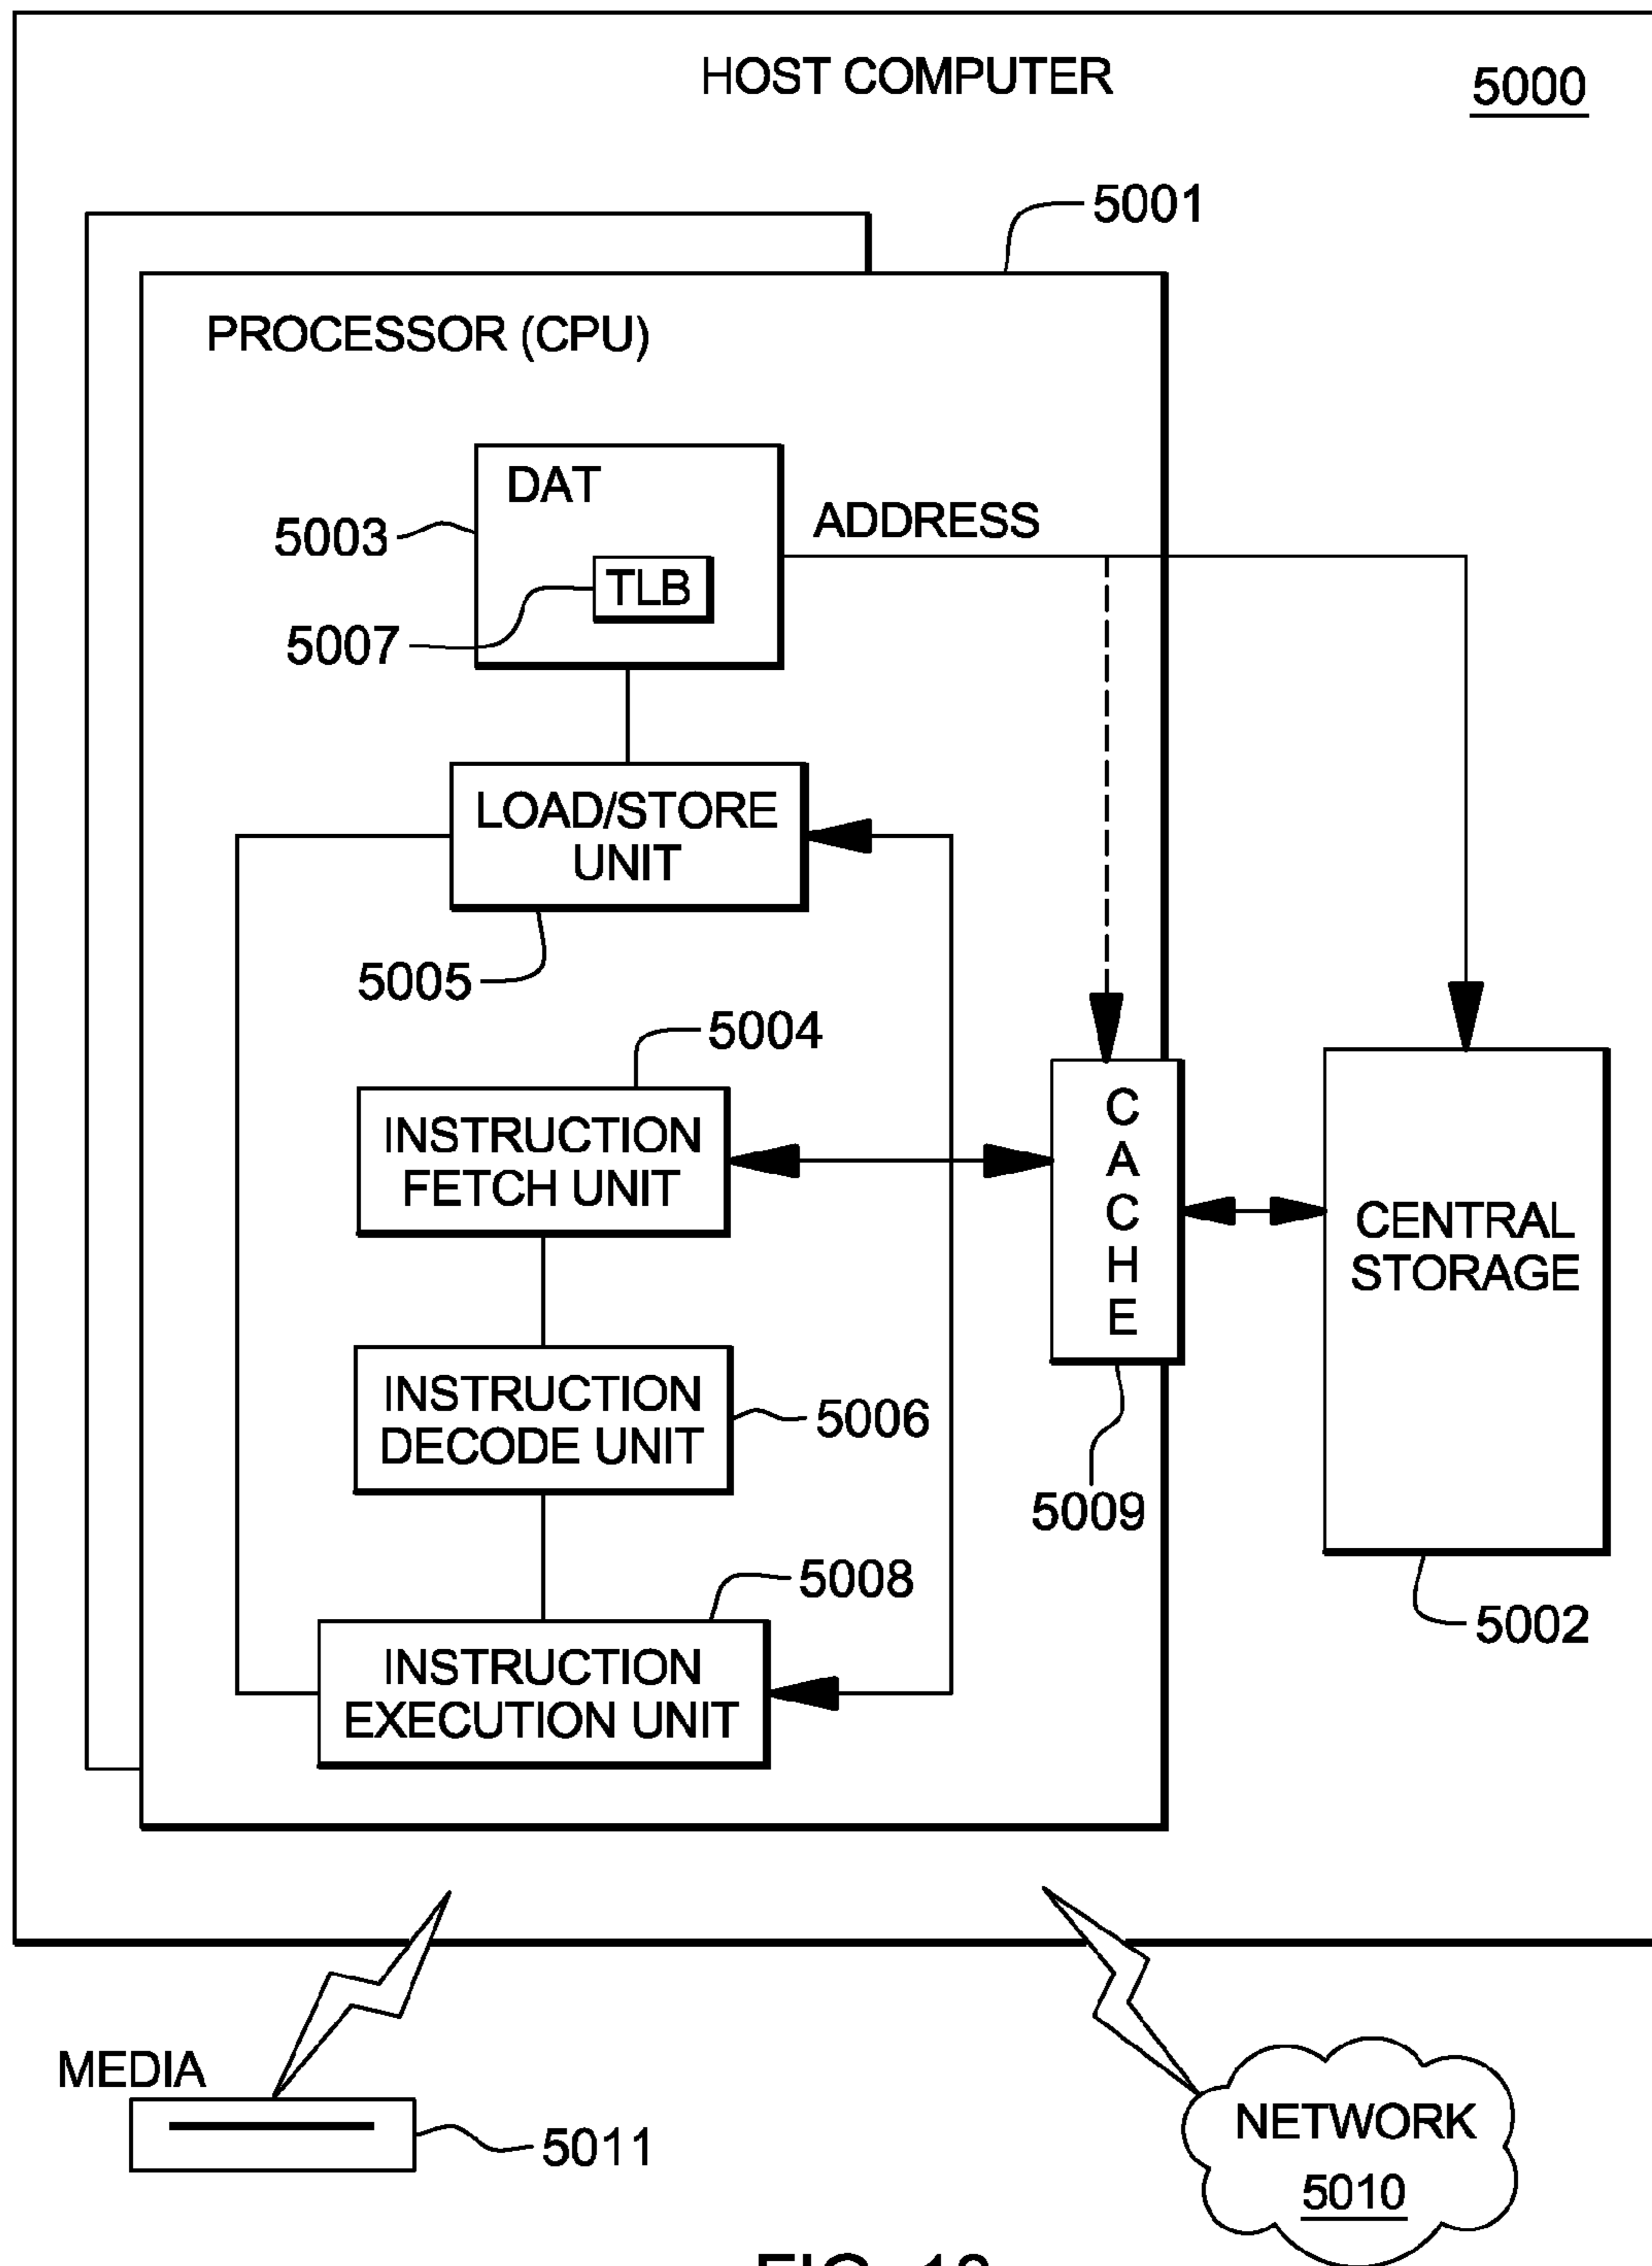 HOST COMPUTER
5000
5001
PROCESSOR (CPU)
DAT
ADDRESS
5003
TLB
5007
LOAD/STORE
UNIT
5005
5004
INSTRUCTION
FETCH UNIT
CACHE
CENTRAL
STORAGE
INSTRUCTION
DECODE UNIT
5006
5009
5008
5002
INSTRUCTION
EXECUTION UNIT
MEDIA
5011
NETWORK
5010